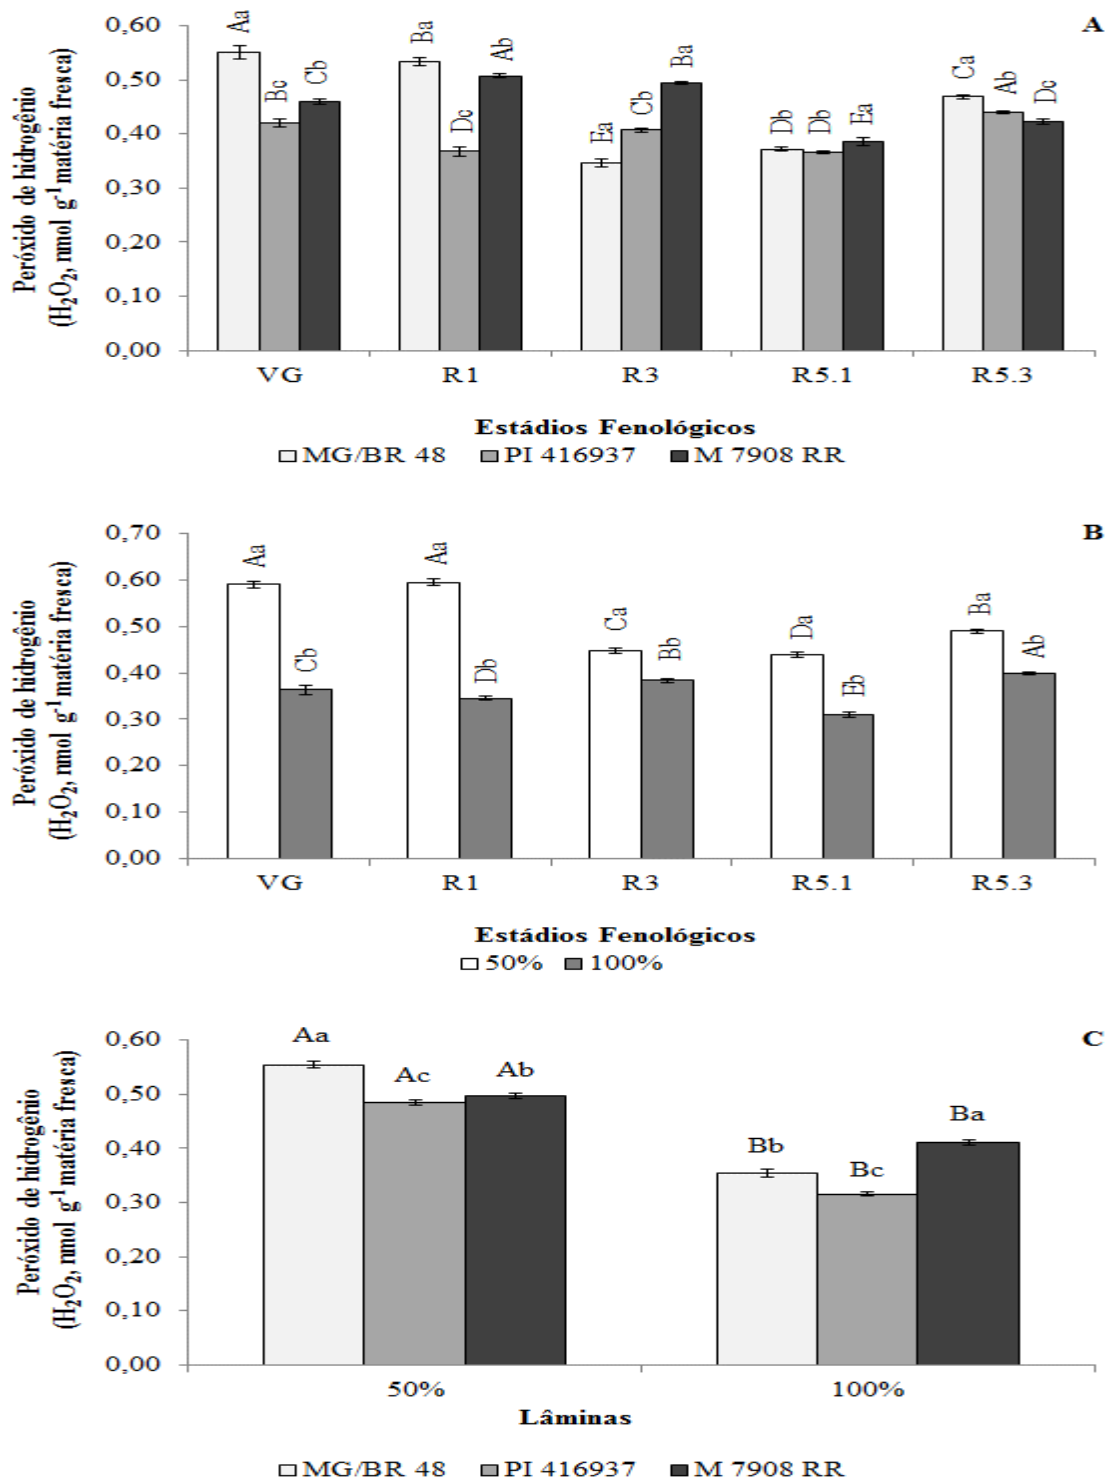 A
Peróxido de hidrogênio
(H₂O₂, nmol g⁻¹ matéria fresca)
0,60
0,50
0,40
0,30
0,20
0,10
0,00
Aa Bc Cb Ba Dc Ab Ea Cb Ba Db Db Ea Ca Ab Dc
VG R1 R3 R5.1 R5.3
Estádios Fenológicos
MG/BR 48 PI 416937 M 7908 RR
B
Peróxido de hidrogênio
(H₂O₂, nmol g⁻¹ matéria fresca)
0,70
0,60
0,50
0,40
0,30
0,20
0,10
0,00
Aa Cb Aa Db Ca Bb Da Eb Ba Ab
VG R1 R3 R5.1 R5.3
Estádios Fenológicos
50% 100%
C
Peróxido de hidrogênio
(H₂O₂, nmol g⁻¹ matéria fresca)
0,60
0,50
0,40
0,30
0,20
0,10
0,00
Aa Ac Ab Bb Bc Ba
50% 100%
Lâminas
MG/BR 48 PI 416937 M 7908 RR